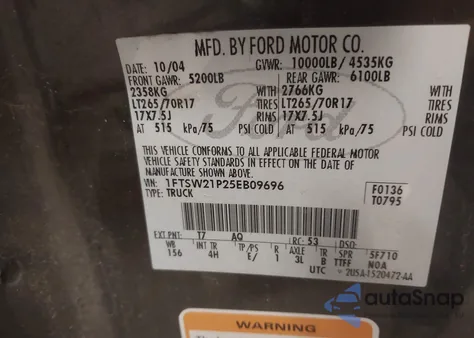 MFD. BY FORD MOTOR CO.
DATE: 10/04 GVWR: 10000LB/ 4535KG
FRONT GAWR: 5200LB REAR GAWR: 6100LB
2358KG WITH 2766KG WITH
LT265/70R17 TIRES LT265/70R17 TIRES
17X7.5J RIMS 17X7.5J RIMS
AT 515 kPa/75 PSI COLD AT 515 kPa/75 PSI COLD
THIS VEHICLE CONFORMS TO ALL APPLICABLE FEDERAL MOTOR
VEHICLE SAFETY STANDARDS IN EFFECT ON THE
DATE OF MANUFACTURE SHOWN ABOVE.
VIN: 1FTSW21P25EB09696 F0136
TYPE: TRUCK T0795
EXT PNT: T7 AQ RC: 53 DSO:
WB INT TR TP/PS R AXLE TR SPR 5F710
156 4H E/ 1 3L B TTFF NOA
UTC ▽ 2U5A-1520472-AA
Ford
autoSnap
WARNING